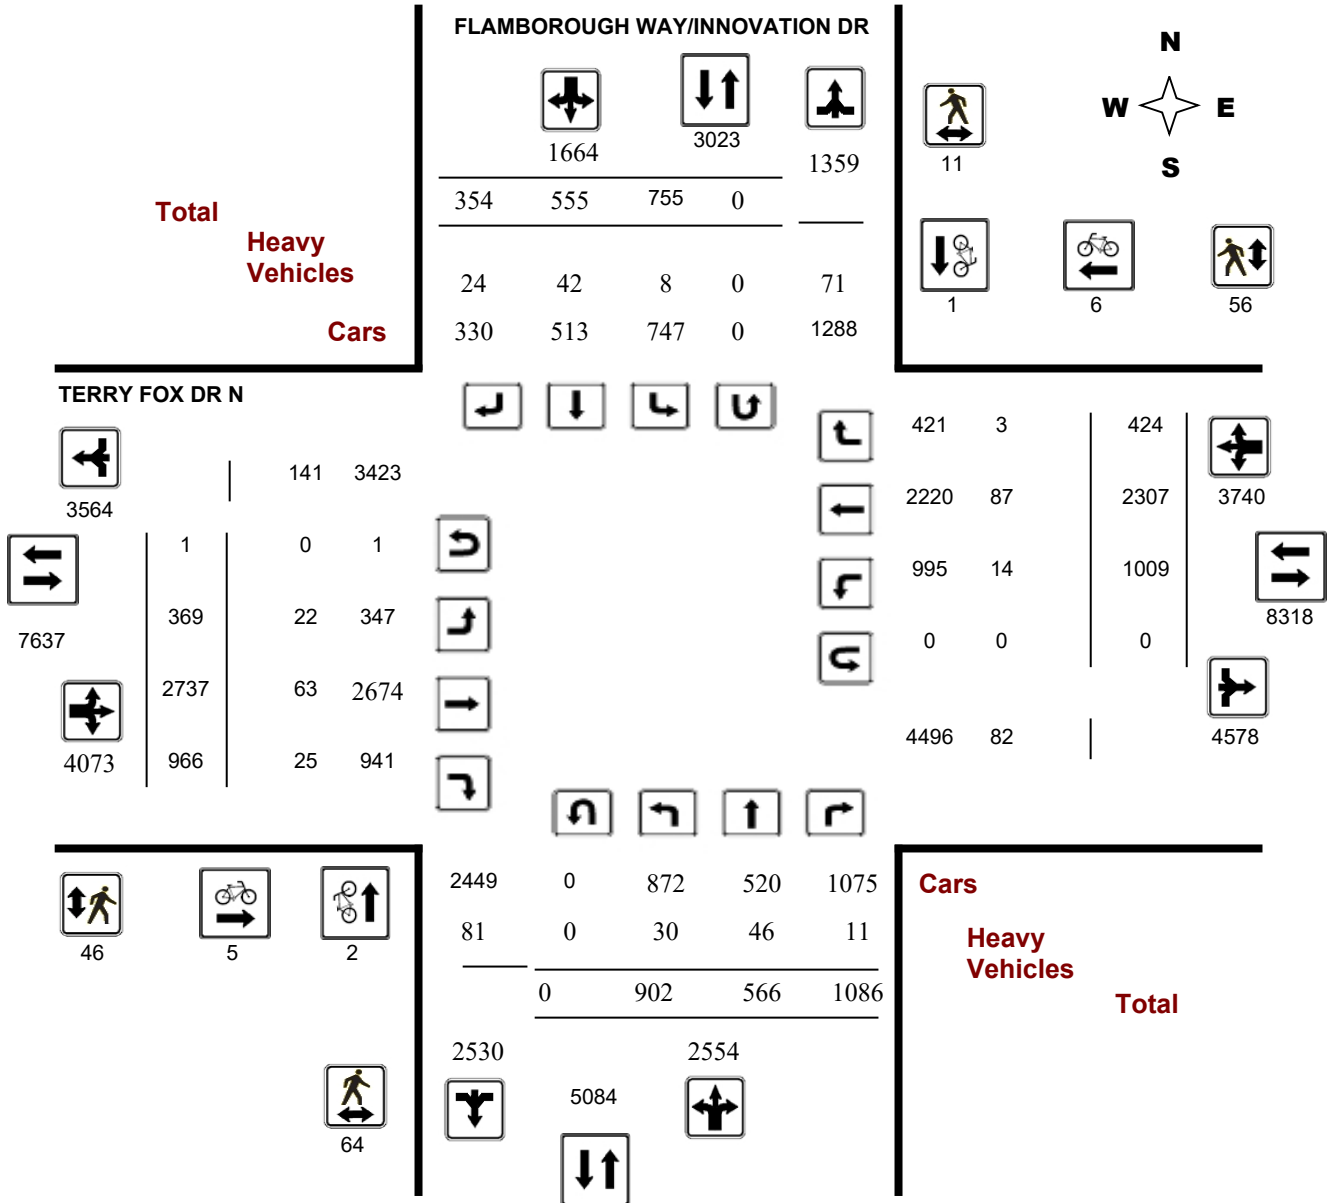 FLAMBOROUGH WAY/INNOVATION DR
N
W E
S
1664 3023 1359 11
354 555 755 0
Total
Heavy
Vehicles
24 42 8 0 71
1 6 56
Cars 330 513 747 0 1288
TERRY FOX DR N
421 3 424
141 3423
3564
2220 87 2307 3740
1 0 1
995 14 1009
8318
369 22 347
7637
0 0 0
2737 63 2674
4496 82 4578
4073 966 25 941
2449 0 872 520 1075 Cars
81 0 30 46 11 Heavy
Vehicles
46 5 2
0 902 566 1086 Total
2530 2554
5084
64